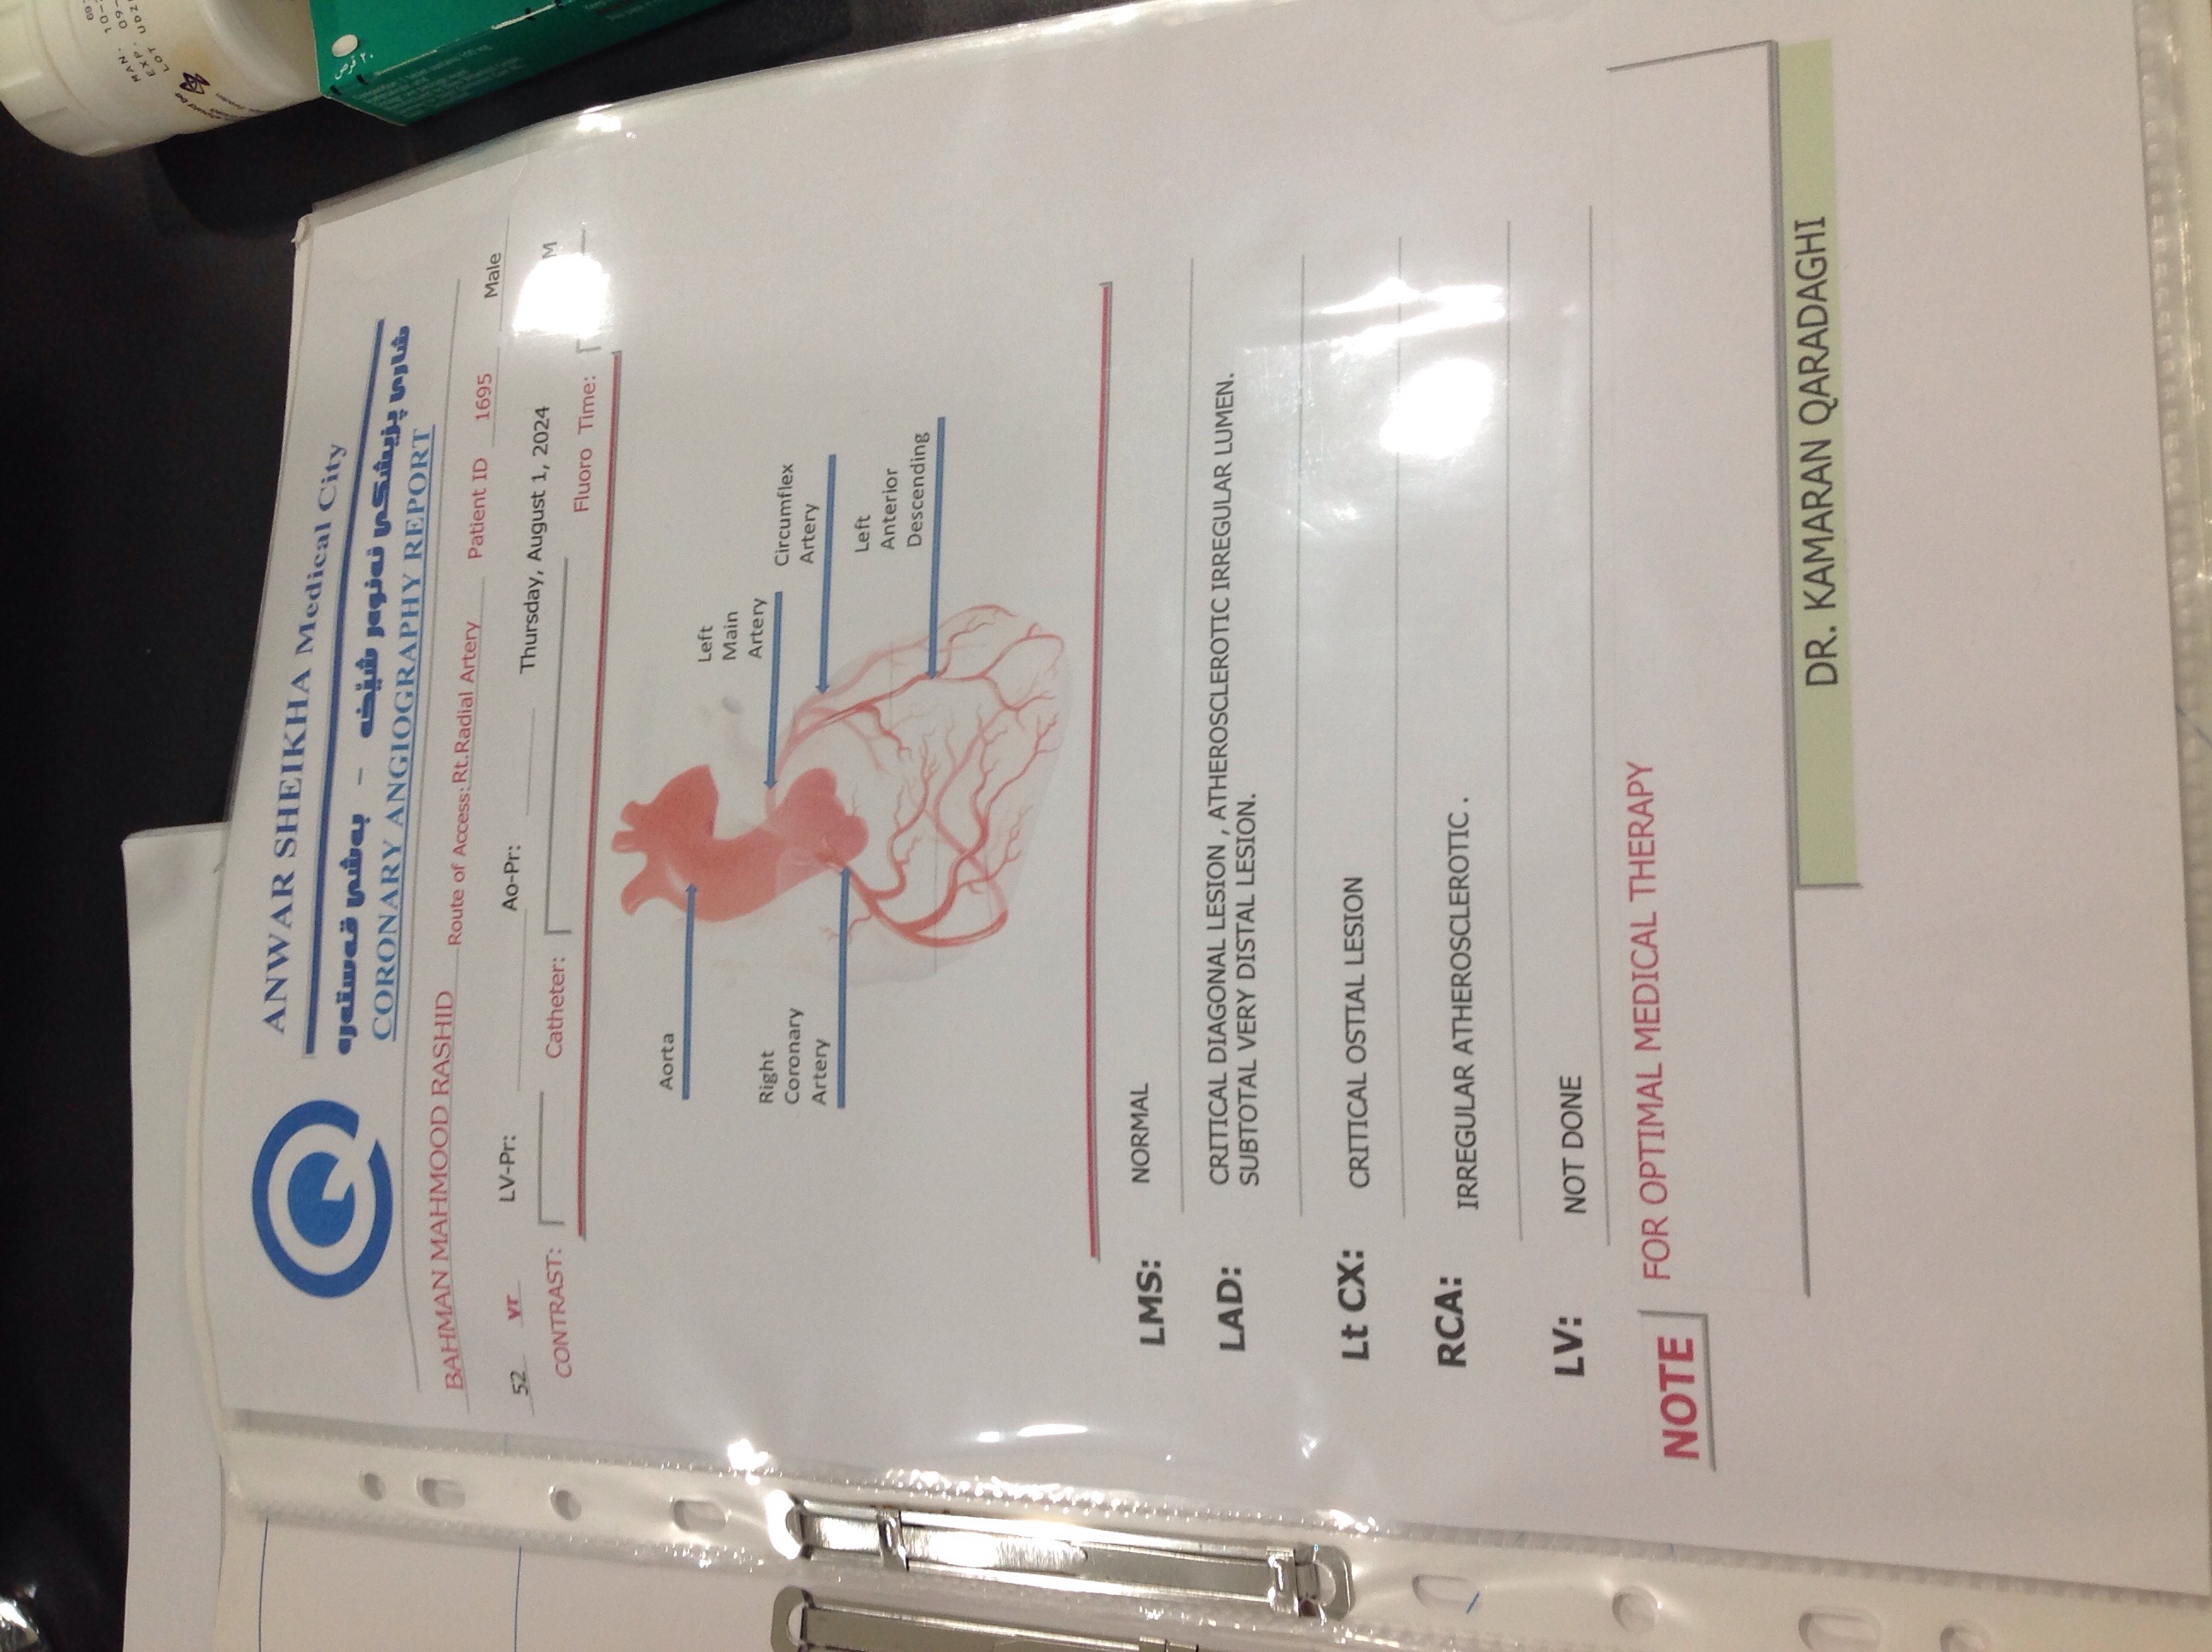 ANWAR SHEIKHA Medical City
شاری پزیشکی ئەنوەر شێخە – بەشی قەستەرە
CORONARY ANGIOGRAPHY REPORT
BAHMAN MAHMOOD RASHID Route of Access: Rt.Radial Artery Patient ID 1695 Male
52 yr LV-Pr: Ao-Pr: Thursday, August 1, 2024 M
CONTRAST: Catheter: Fluoro Time:
Aorta
Right
Coronary
Artery
Left
Main
Artery
Circumflex
Artery
Left
Anterior
Descending
LMS: NORMAL
LAD: CRITICAL DIAGONAL LESION , ATHEROSCLEROTIC IRREGULAR LUMEN.
SUBTOTAL VERY DISTAL LESION.
Lt CX: CRITICAL OSTIAL LESION
RCA: IRREGULAR ATHEROSCLEROTIC .
LV: NOT DONE
NOTE FOR OPTIMAL MEDICAL THERAPY
DR. KAMARAN QARADAGHI
MAN.
EXP.
LOT